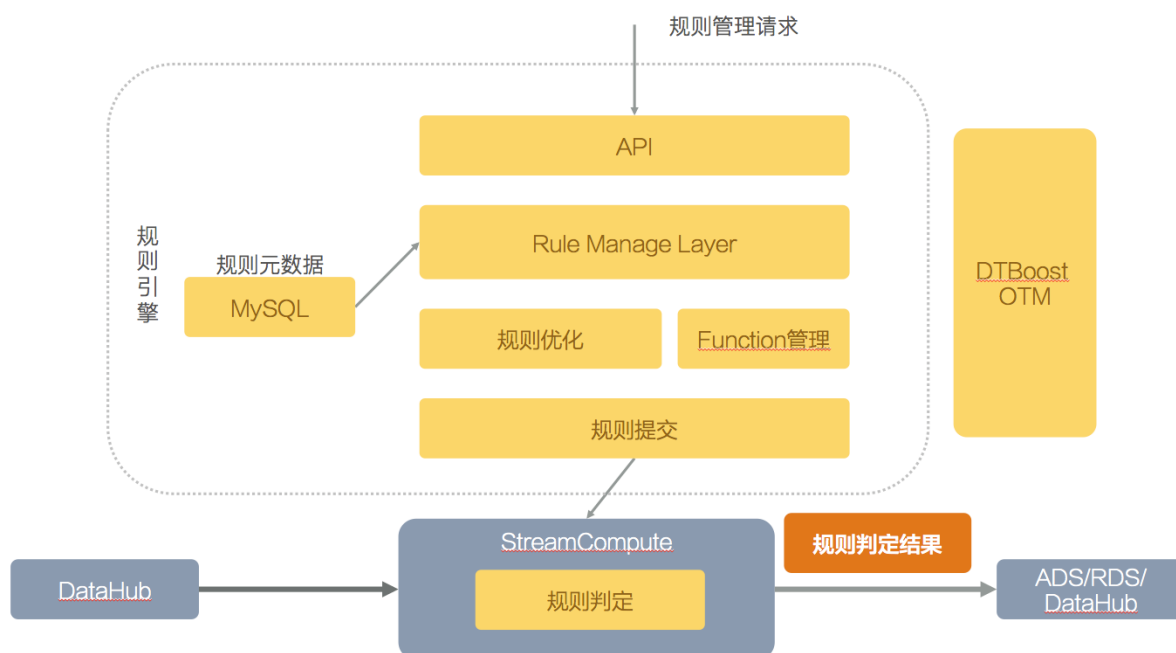 规则管理请求
API
Rule Manage Layer
规则引擎
规则元数据
MySQL
DTBoost
OTM
规则优化
Function管理
规则提交
StreamCompute
规则判定结果
DataHub
规则判定
ADS/RDS/
DataHub